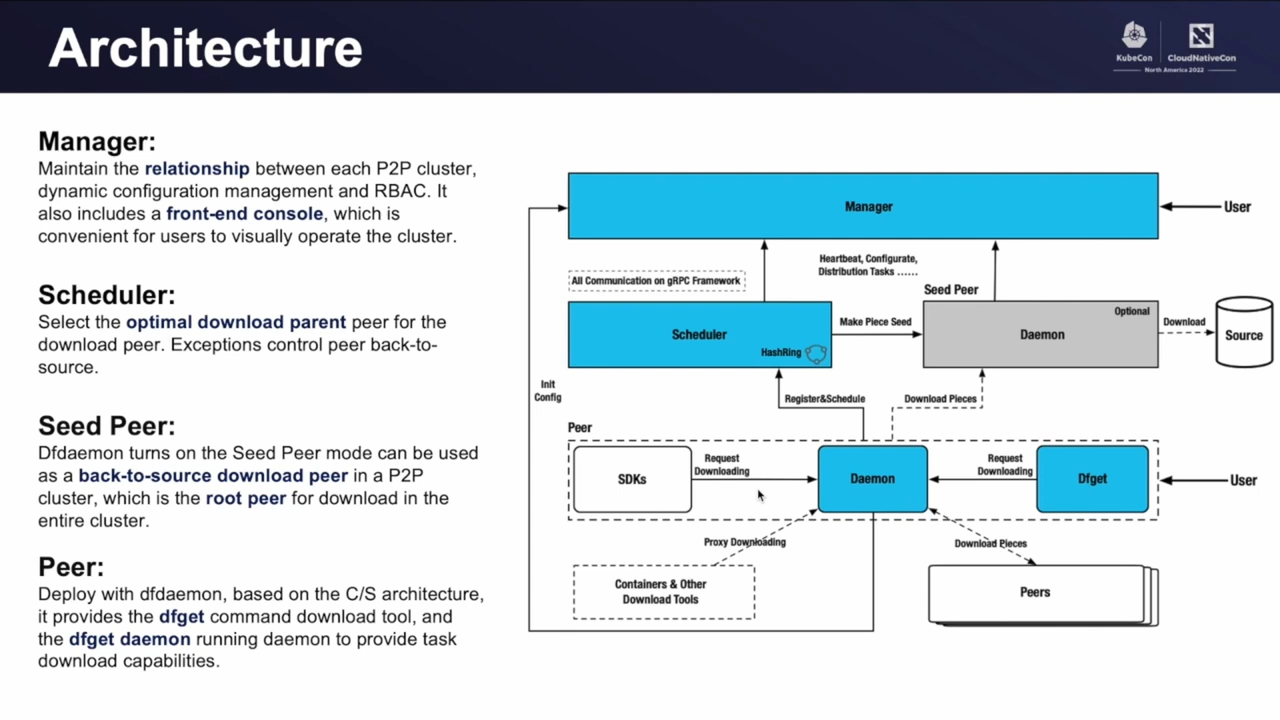 Architecture
KubeCon
CloudNativeCon
North America 2022
Manager:
Maintain the relationship between each P2P cluster,
dynamic configuration management and RBAC. It
also includes a front-end console, which is
convenient for users to visually operate the cluster.
Scheduler:
Select the optimal download parent peer for the
download peer. Exceptions control peer back-to-
source.
Seed Peer:
Dfdaemon turns on the Seed Peer mode can be used
as a back-to-source download peer in a P2P
cluster, which is the root peer for download in the
entire cluster.
Peer:
Deploy with dfdaemon, based on the C/S architecture,
it provides the dfget command download tool, and
the dfget daemon running daemon to provide task
download capabilities.
Manager
User
All Communication on gRPC Framework
Heartbeat, Configurate,
Distribution Tasks ......
Seed Peer
Scheduler
HashRing
Make Piece Seed
Optional
Daemon
Download
Source
Init
Config
Register&Schedule
Download Pieces
Peer
SDKs
Request
Downloading
Daemon
Request
Downloading
Dfget
User
Proxy Downloading
Download Pieces
Containers & Other
Download Tools
Peers